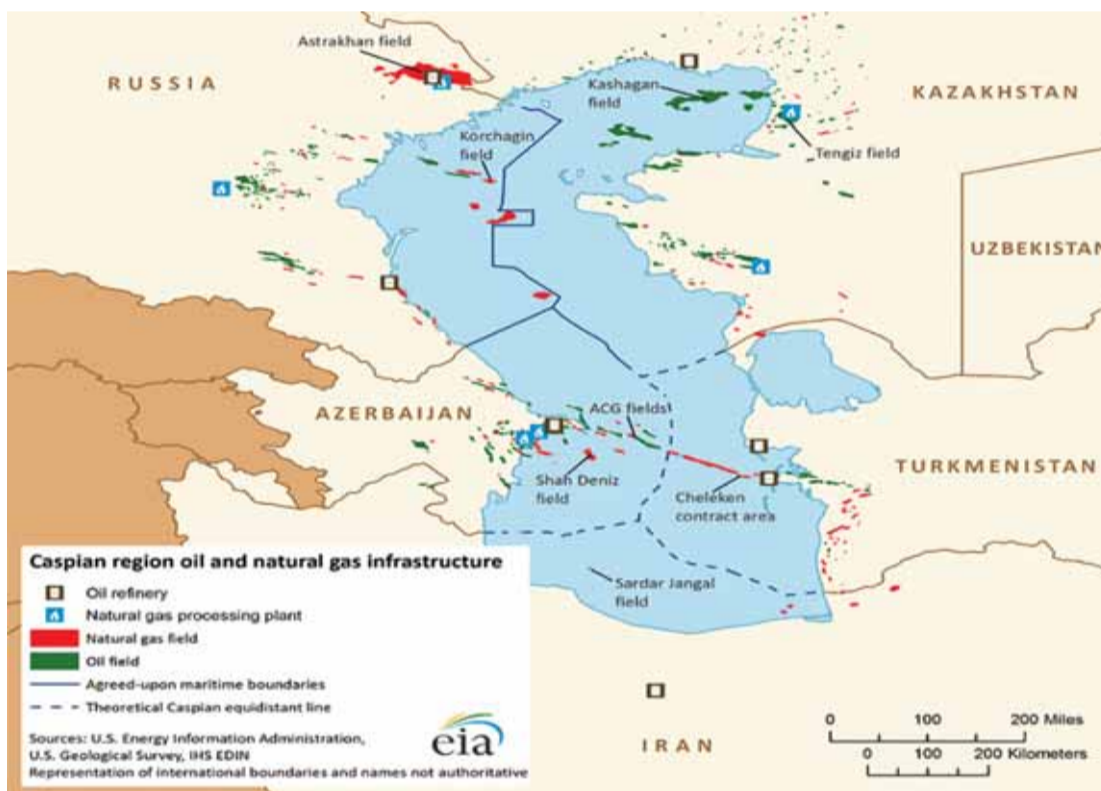 Astrakhan field
RUSSIA
Kashagan
field
KAZAKHSTAN
Korchagin
field
Tengiz field
UZBEKISTAN
AZERBAIJAN
ACG fields
Shah Deniz
field
Cheleken
contract area
TURKMENISTAN
Sardar Jangal
field
IRAN
Caspian region oil and natural gas infrastructure
Oil refinery
Natural gas processing plant
Natural gas field
Oil field
Agreed-upon maritime boundaries
Theoretical Caspian equidistant line
Sources: U.S. Energy Information Administration,
U.S. Geological Survey, IHS EDIN
Representation of international boundaries and names not authoritative
eia
0 100 200 Miles
0 100 200 Kilometers